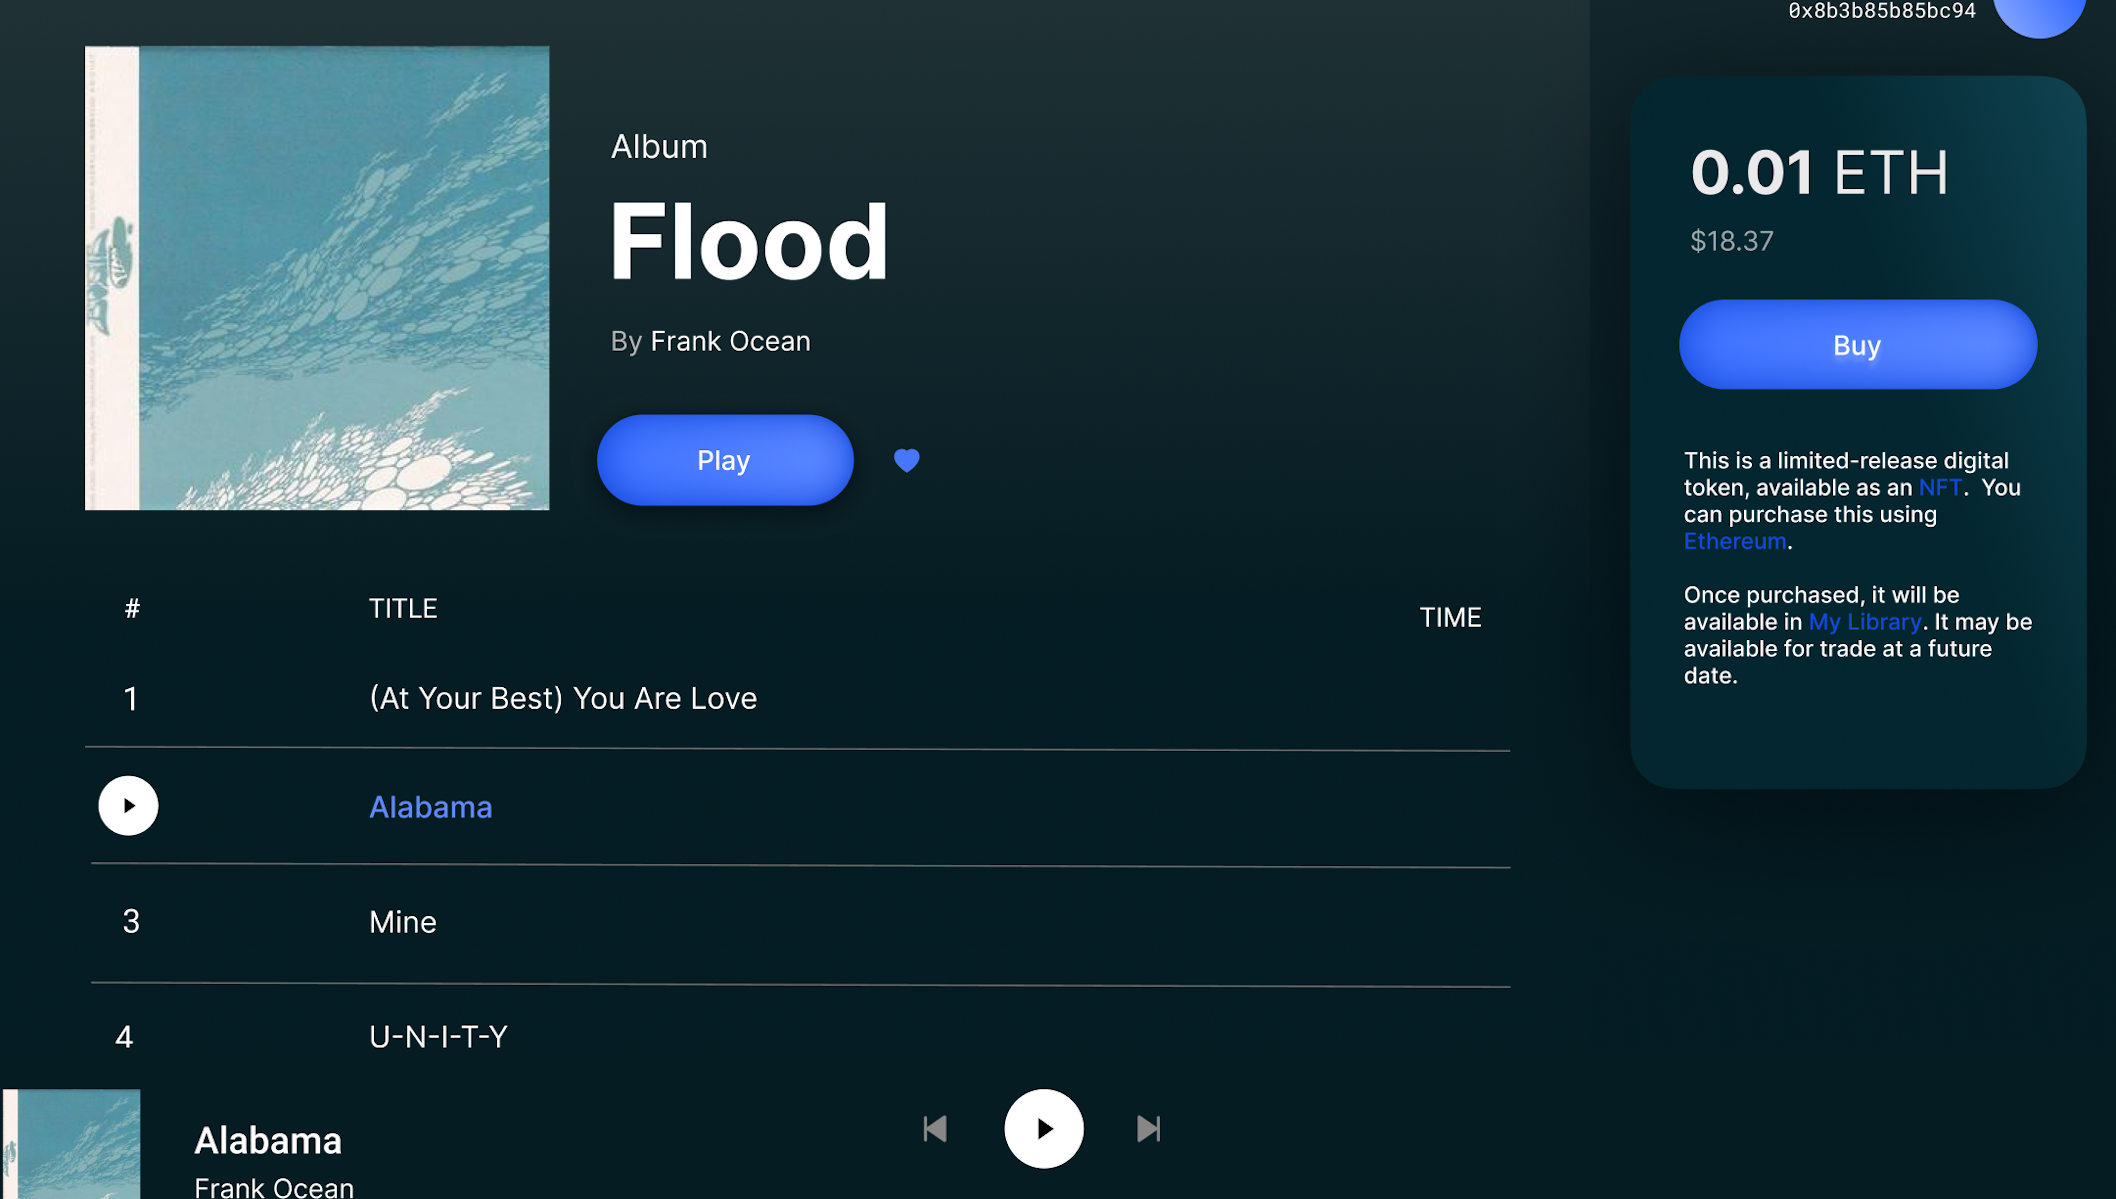 0x8b3b85b85bc94
Album
Flood
By Frank Ocean
Play
0.01 ETH
$18.37
Buy
This is a limited-release digital
token, available as an NFT. You
can purchase this using
Ethereum.
Once purchased, it will be
available in My Library. It may be
available for trade at a future
date.
# TITLE TIME
1 (At Your Best) You Are Love
Alabama
3 Mine
4 U-N-I-T-Y
Alabama
Frank Ocean